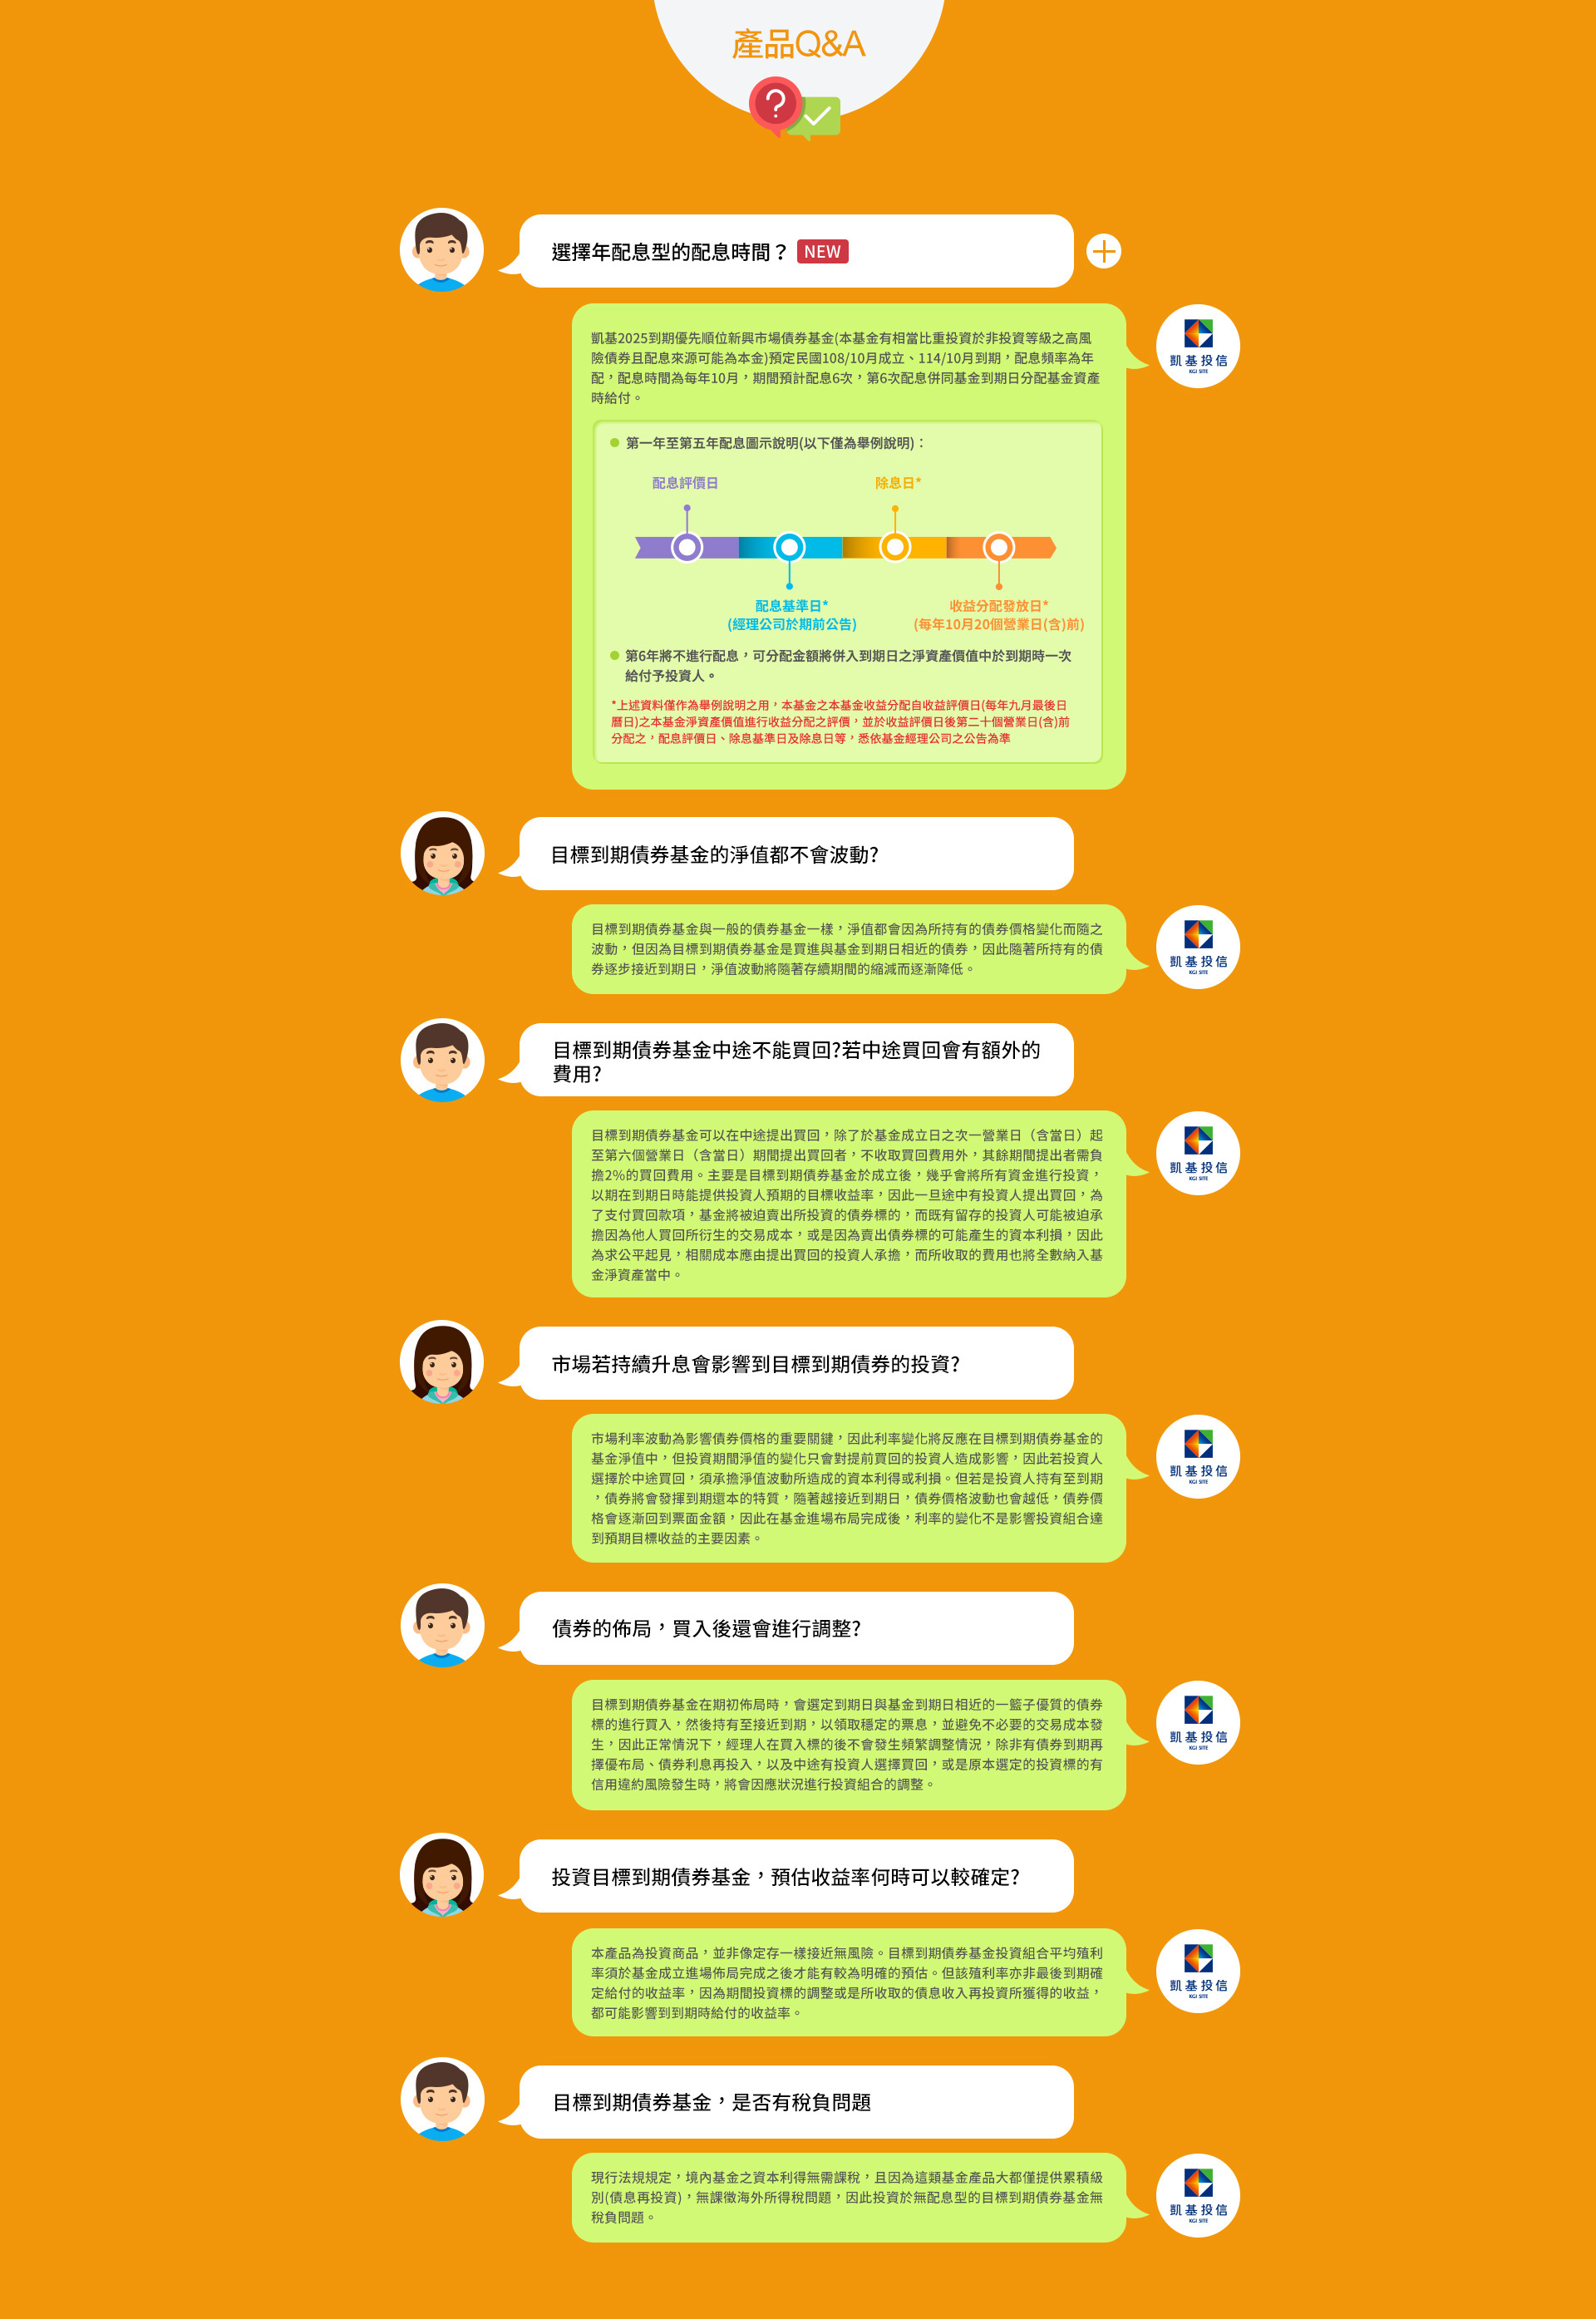 產品Q&A
選擇年配息型的配息時間？ NEW
凱基2025到期優先順位新興市場債券基金(本基金有相當比重投資於非投資等級之高風
險債券且配息來源可能為本金)預定民國108/10月成立、114/10月到期，配息頻率為年
配，配息時間為每年10月，期間預計配息6次，第6次配息併同基金到期日分配基金資產
時給付。
凱基投信
KGI SITE
第一年至第五年配息圖示說明(以下僅為舉例說明)：
配息評價日
除息日*
配息基準日*
(經理公司於期前公告)
收益分配發放日*
(每年10月20個營業日(含)前)
第6年將不進行配息，可分配金額將併入到期日之淨資產價值中於到期時一次
給付予投資人。
*上述資料僅作為舉例說明之用，本基金之本基金收益分配自收益評價日(每年九月最後日
曆日)之本基金淨資產價值進行收益分配之評價，並於收益評價日後第二十個營業日(含)前
分配之，配息評價日、除息基準日及除息日等，悉依基金經理公司之公告為準
目標到期債券基金的淨值都不會波動?
目標到期債券基金與一般的債券基金一樣，淨值都會因為所持有的債券價格變化而隨之
波動，但因為目標到期債券基金是買進與基金到期日相近的債券，因此隨著所持有的債
券逐步接近到期日，淨值波動將隨著存續期間的縮減而逐漸降低。
凱基投信
KGI SITE
目標到期債券基金中途不能買回?若中途買回會有額外的
費用?
目標到期債券基金可以在中途提出買回，除了於基金成立日之次一營業日（含當日）起
至第六個營業日（含當日）期間提出買回者，不收取買回費用外，其餘期間提出者需負
擔2%的買回費用。主要是目標到期債券基金於成立後，幾乎會將所有資金進行投資，
以期在到期日時能提供投資人預期的目標收益率，因此一旦途中有投資人提出買回，為
了支付買回款項，基金將被迫賣出所投資的債券標的，而既有留存的投資人可能被迫承
擔因為他人買回所衍生的交易成本，或是因為賣出債券標的可能產生的資本利損，因此
為求公平起見，相關成本應由提出買回的投資人承擔，而所收取的費用也將全數納入基
金淨資產當中。
凱基投信
KGI SITE
市場若持續升息會影響到目標到期債券的投資?
市場利率波動為影響債券價格的重要關鍵，因此利率變化將反應在目標到期債券基金的
基金淨值中，但投資期間淨值的變化只會對提前買回的投資人造成影響，因此若投資人
選擇於中途買回，須承擔淨值波動所造成的資本利得或利損。但若是投資人持有至到期
，債券將會發揮到期還本的特質，隨著越接近到期日，債券價格波動也會越低，債券價
格會逐漸回到票面金額，因此在基金進場布局完成後，利率的變化不是影響投資組合達
到預期目標收益的主要因素。
凱基投信
KGI SITE
債券的佈局，買入後還會進行調整?
目標到期債券基金在期初佈局時，會選定到期日與基金到期日相近的一籃子優質的債券
標的進行買入，然後持有至接近到期，以領取穩定的票息，並避免不必要的交易成本發
生，因此正常情況下，經理人在買入標的後不會發生頻繁調整情況，除非有債券到期再
擇優布局、債券利息再投入，以及中途有投資人選擇買回，或是原本選定的投資標的有
信用違約風險發生時，將會因應狀況進行投資組合的調整。
凱基投信
KGI SITE
投資目標到期債券基金，預估收益率何時可以較確定?
本產品為投資商品，並非像定存一樣接近無風險。目標到期債券基金投資組合平均殖利
率須於基金成立進場佈局完成之後才能有較為明確的預估。但該殖利率亦非最後到期確
定給付的收益率，因為期間投資標的調整或是所收取的債息收入再投資所獲得的收益，
都可能影響到到期時給付的收益率。
凱基投信
KGI SITE
目標到期債券基金，是否有稅負問題
現行法規規定，境內基金之資本利得無需課稅，且因為這類基金產品大都僅提供累積級
別(債息再投資)，無課徵海外所得稅問題，因此投資於無配息型的目標到期債券基金無
稅負問題。
凱基投信
KGI SITE